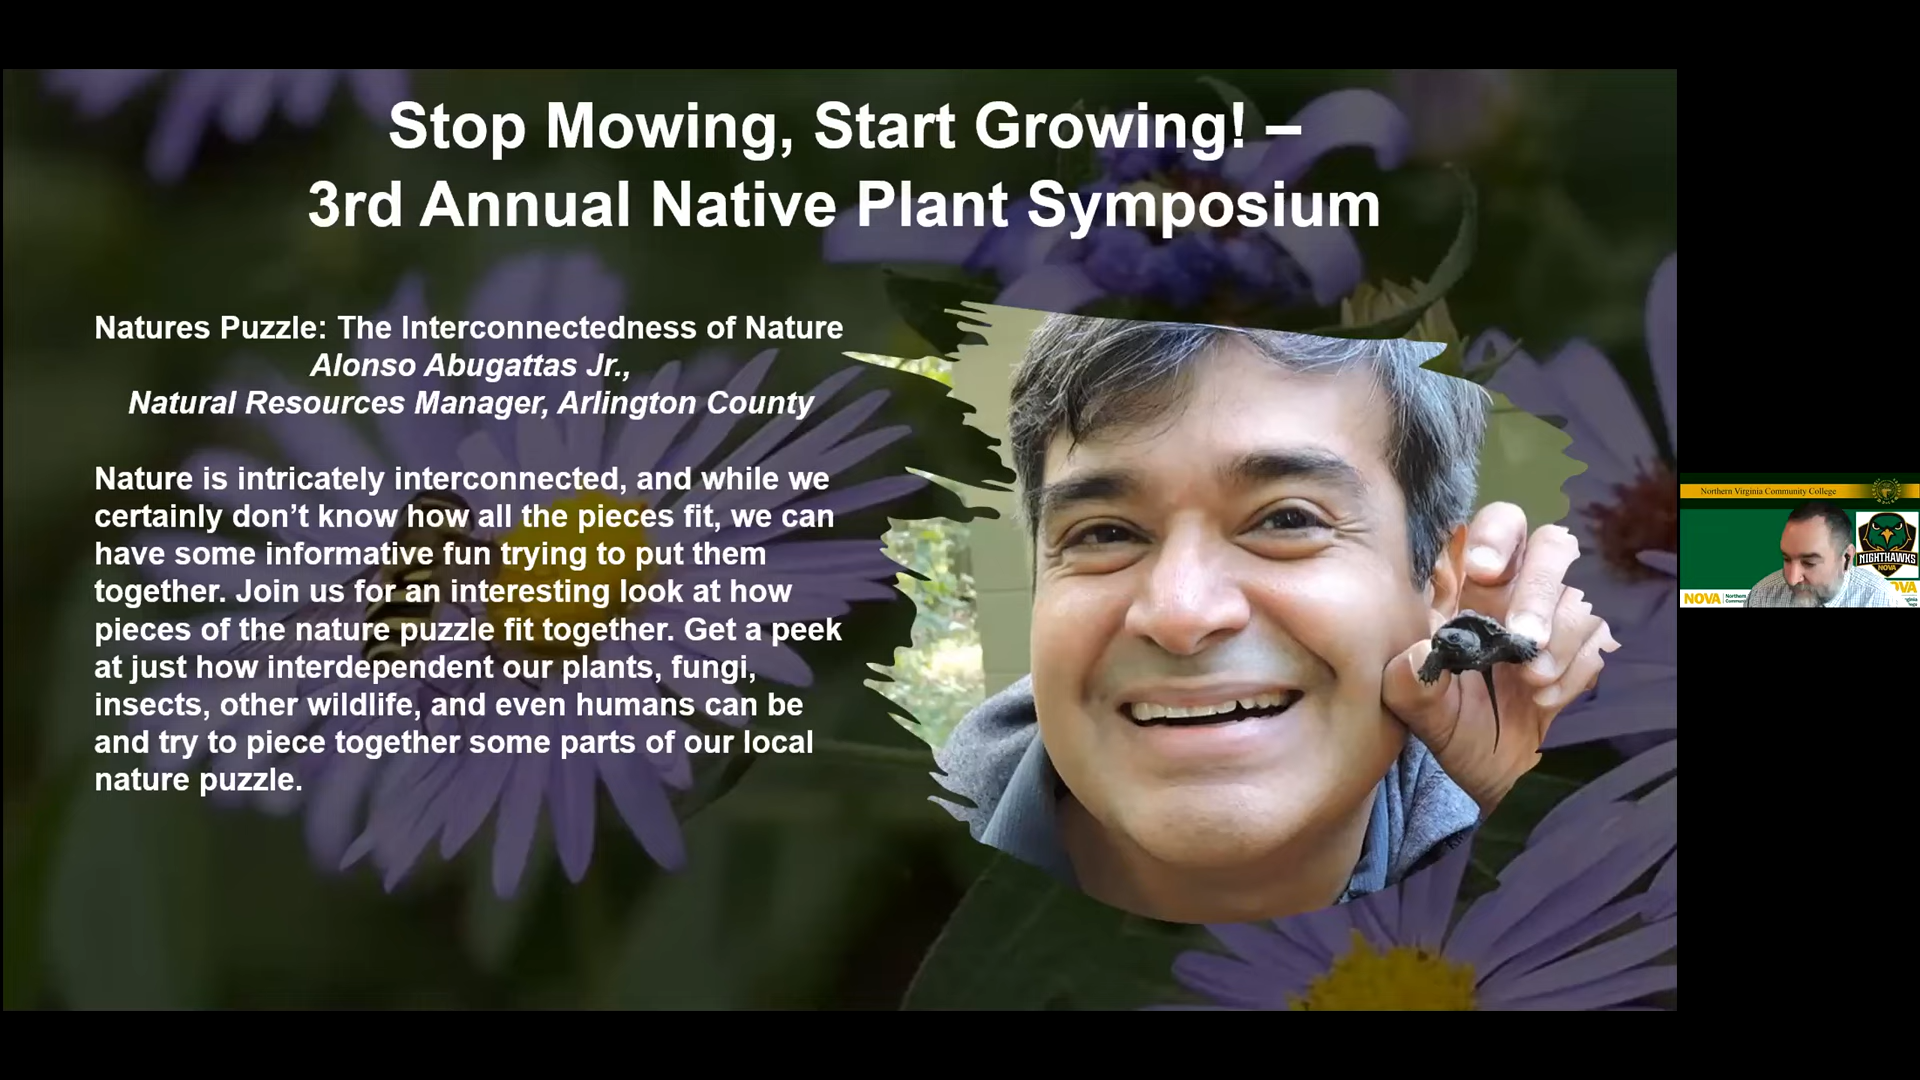 Stop Mowing, Start Growing! –
3rd Annual Native Plant Symposium
Natures Puzzle: The Interconnectedness of Nature
Alonso Abugattas Jr.,
Natural Resources Manager, Arlington County
Nature is intricately interconnected, and while we
certainly don’t know how all the pieces fit, we can
have some informative fun trying to put them
together. Join us for an interesting look at how
pieces of the nature puzzle fit together. Get a peek
at just how interdependent our plants, fungi,
insects, other wildlife, and even humans can be
and try to piece together some parts of our local
nature puzzle.
Northern Virginia Community College
NIGHTHAWKS
NOVA
NOVA Northern